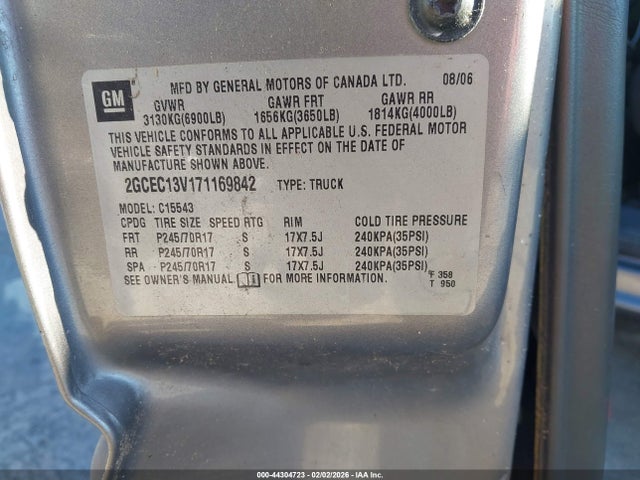 GM
MFD BY GENERAL MOTORS OF CANADA LTD. 08/06
GVWR GAWR FRT GAWR RR
3130KG(6900LB) 1656KG(3650LB) 1814KG(4000LB)
THIS VEHICLE CONFORMS TO ALL APPLICABLE U.S. FEDERAL MOTOR
VEHICLE SAFETY STANDARDS IN EFFECT ON THE DATE OF
MANUFACTURE SHOWN ABOVE.
2GCEC13V171169842 TYPE: TRUCK
MODEL: C15543
CPDG TIRE SIZE SPEED RTG RIM COLD TIRE PRESSURE
FRT P245/70R17 S 17X7.5J 240KPA(35PSI)
RR P245/70R17 S 17X7.5J 240KPA(35PSI)
SPA P245/70R17 S 17X7.5J 240KPA(35PSI)
SEE OWNER'S MANUAL FOR MORE INFORMATION.
F 358
T 950
000-44304723 - 02/02/2026 - IAAI.COM